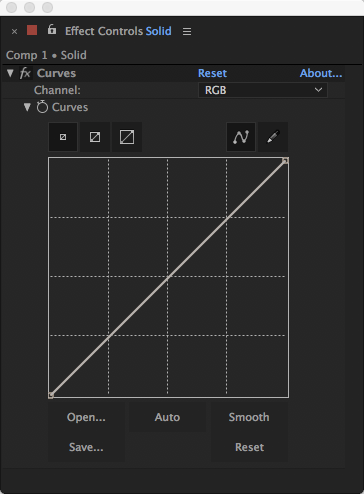 × Effect Controls Solid ≡
Comp 1 • Solid
fx Curves Reset About...
Channel: RGB
Curves
Open... Auto Smooth
Save... Reset